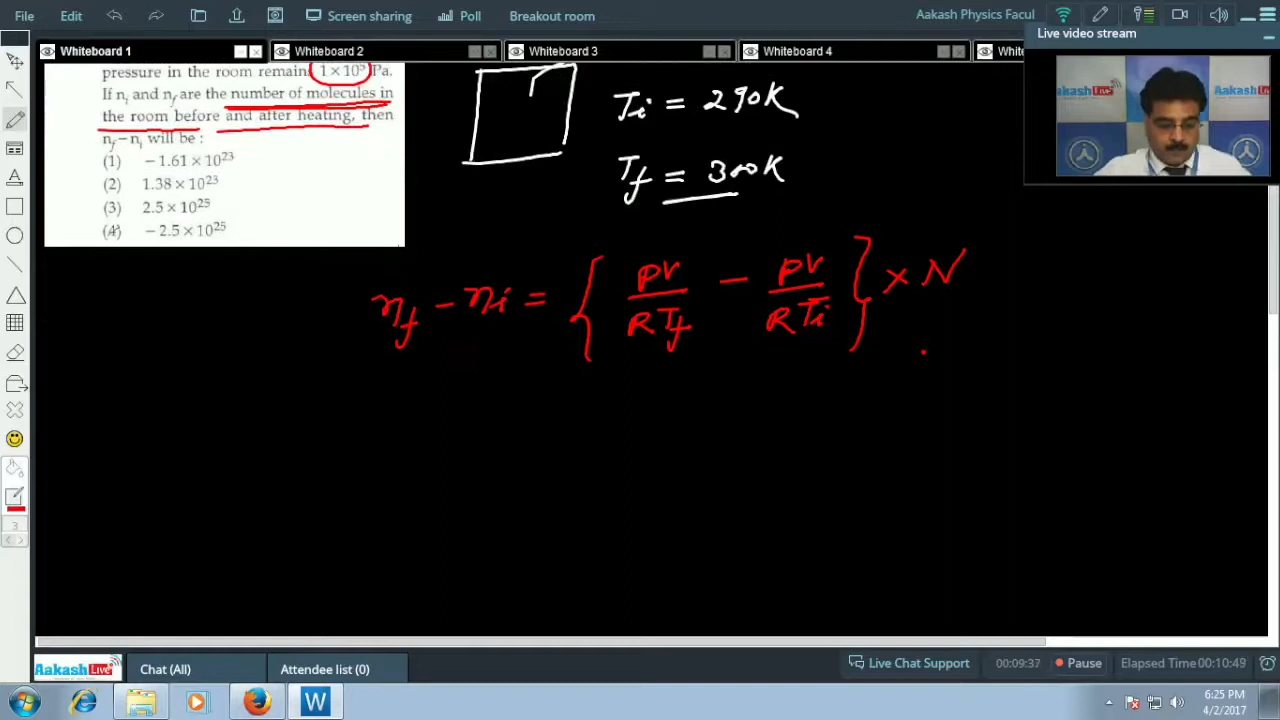 File Edit Screen sharing Poll Breakout room Aakash Physics Facul
Live video stream
Whiteboard 1 Whiteboard 2 Whiteboard 3 Whiteboard 4
pressure in the room remains 1×10⁵ Pa.
If nᵢ and n_f are the number of molecules in
the room before and after heating, then
n_f – nᵢ will be :
(1) – 1.61 × 10²³
(2) 1.38 × 10²³
(3) 2.5 × 10²⁵
(4) – 2.5 × 10²⁵
Ti = 290K
Tf = 300K
nf - ni = { PV/RTf - PV/RTi } × N
AakashLive Chat (All) Attendee list (0) Live Chat Support 00:09:37 Pause Elapsed Time 00:10:49
6:25 PM
4/2/2017